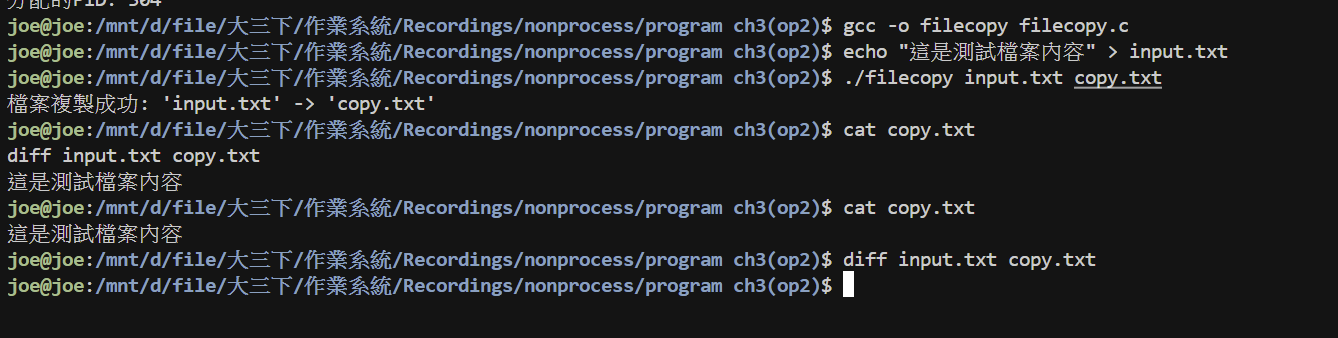 分配的PID: 504
joe@joe:/mnt/d/file/大三下/作業系統/Recordings/nonprocess/program ch3(op2)$ gcc -o filecopy filecopy.c
joe@joe:/mnt/d/file/大三下/作業系統/Recordings/nonprocess/program ch3(op2)$ echo "這是測試檔案內容" > input.txt
joe@joe:/mnt/d/file/大三下/作業系統/Recordings/nonprocess/program ch3(op2)$ ./filecopy input.txt copy.txt
檔案複製成功: 'input.txt' -> 'copy.txt'
joe@joe:/mnt/d/file/大三下/作業系統/Recordings/nonprocess/program ch3(op2)$ cat copy.txt
diff input.txt copy.txt
這是測試檔案內容
joe@joe:/mnt/d/file/大三下/作業系統/Recordings/nonprocess/program ch3(op2)$ cat copy.txt
這是測試檔案內容
joe@joe:/mnt/d/file/大三下/作業系統/Recordings/nonprocess/program ch3(op2)$ diff input.txt copy.txt
joe@joe:/mnt/d/file/大三下/作業系統/Recordings/nonprocess/program ch3(op2)$